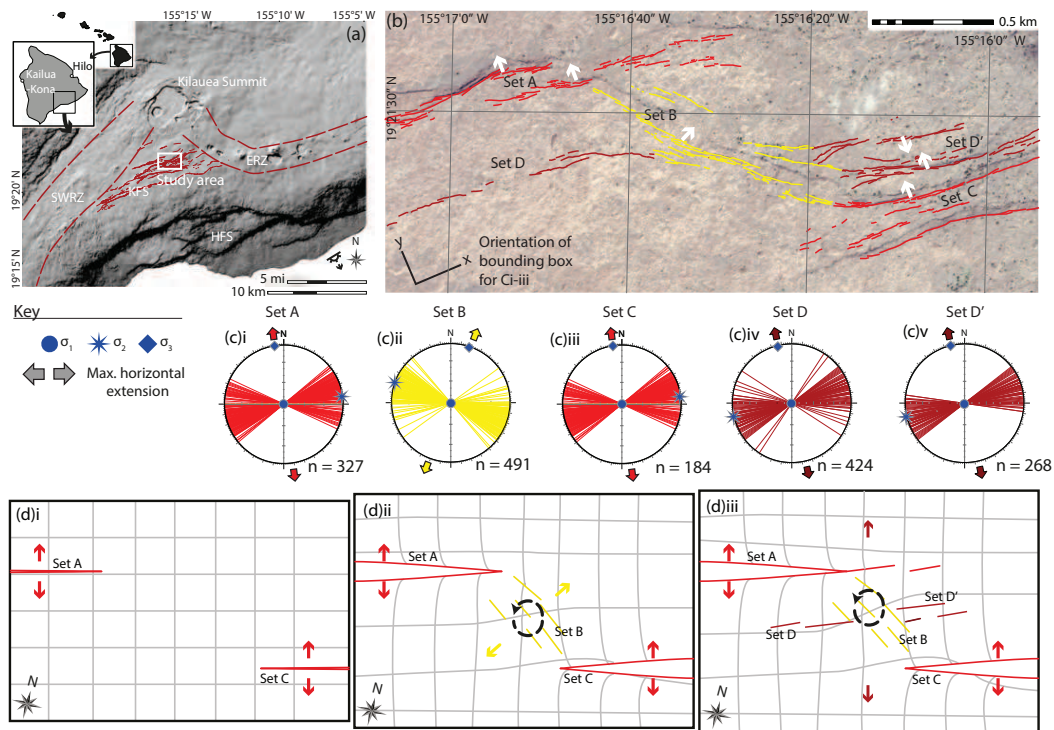 155°15' W
155°10' W
155°5' W
(a)
Hilo
Kailua
-Kona
Kilauea Summit
ERZ
Study area
SWRZ
KFS
HFS
N
19°20' N
19°15' N
5 mi
10 km
(b)
155°17'0" W
155°16'40" W
155°16'20" W
155°16'0" W
0.5 km
19°21'30" N
Set A
Set B
Set D
Set D'
Set C
y
x
Orientation of
bounding box
for Ci-iii
Key
σ1
σ2
σ3
Max. horizontal
extension
Set A
(c)i
N
n = 327
Set B
(c)ii
N
n = 491
Set C
(c)iii
N
n = 184
Set D
(c)iv
N
n = 424
Set D'
(c)v
N
n = 268
(d)i
Set A
Set C
N
(d)ii
Set A
Set B
Set C
N
(d)iii
Set A
Set D'
Set D
Set B
Set C
N